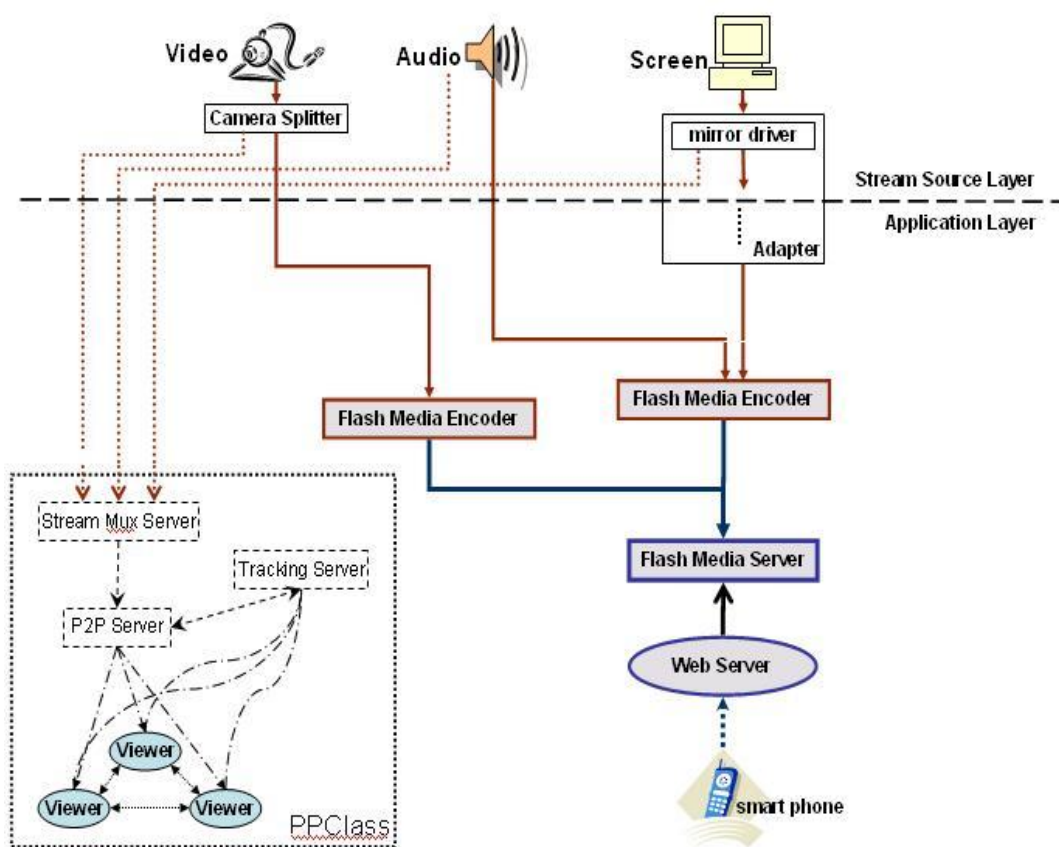 Video
Audio
Screen
Camera Splitter
mirror driver
Stream Source Layer
Application Layer
Adapter
Flash Media Encoder
Flash Media Encoder
Stream Mux Server
Tracking Server
Flash Media Server
P2P Server
Web Server
Viewer
Viewer
Viewer
smart phone
PPClass